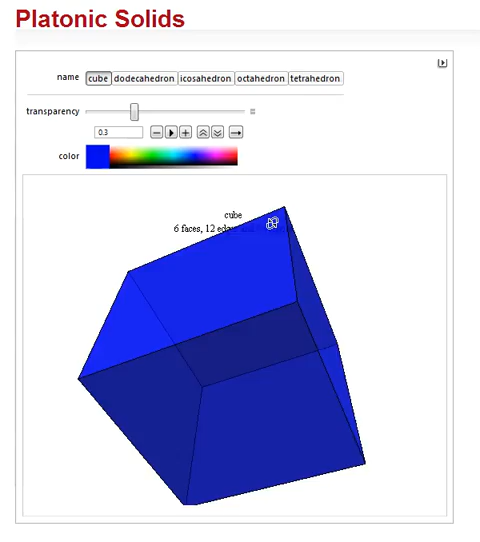 Platonic Solids
name cube dodecahedron icosahedron octahedron tetrahedron
transparency
0.3
color
cube
6 faces, 12 edges